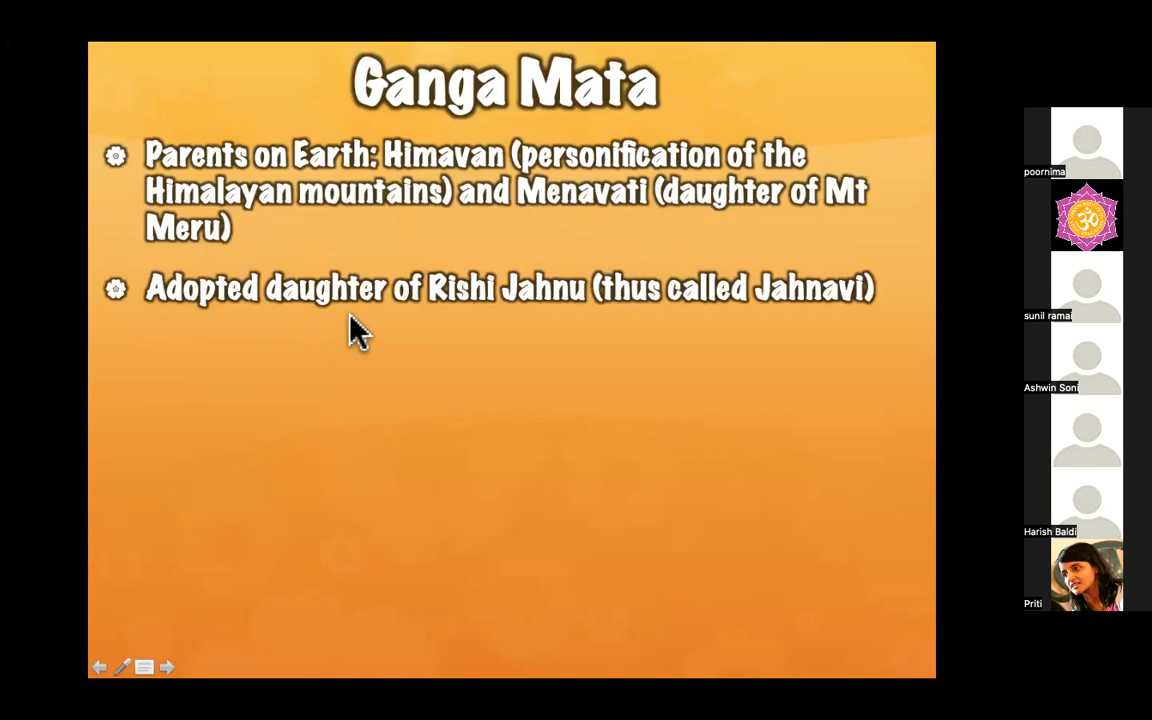 Ganga Mata
Parents on Earth: Himavan (personification of the
Himalayan mountains) and Menavati (daughter of Mt
Meru)
Adopted daughter of Rishi Jahnu (thus called Jahnavi)
poornima
ॐ
sunil ramai
Ashwin Soni
Harish Baldi
Priti